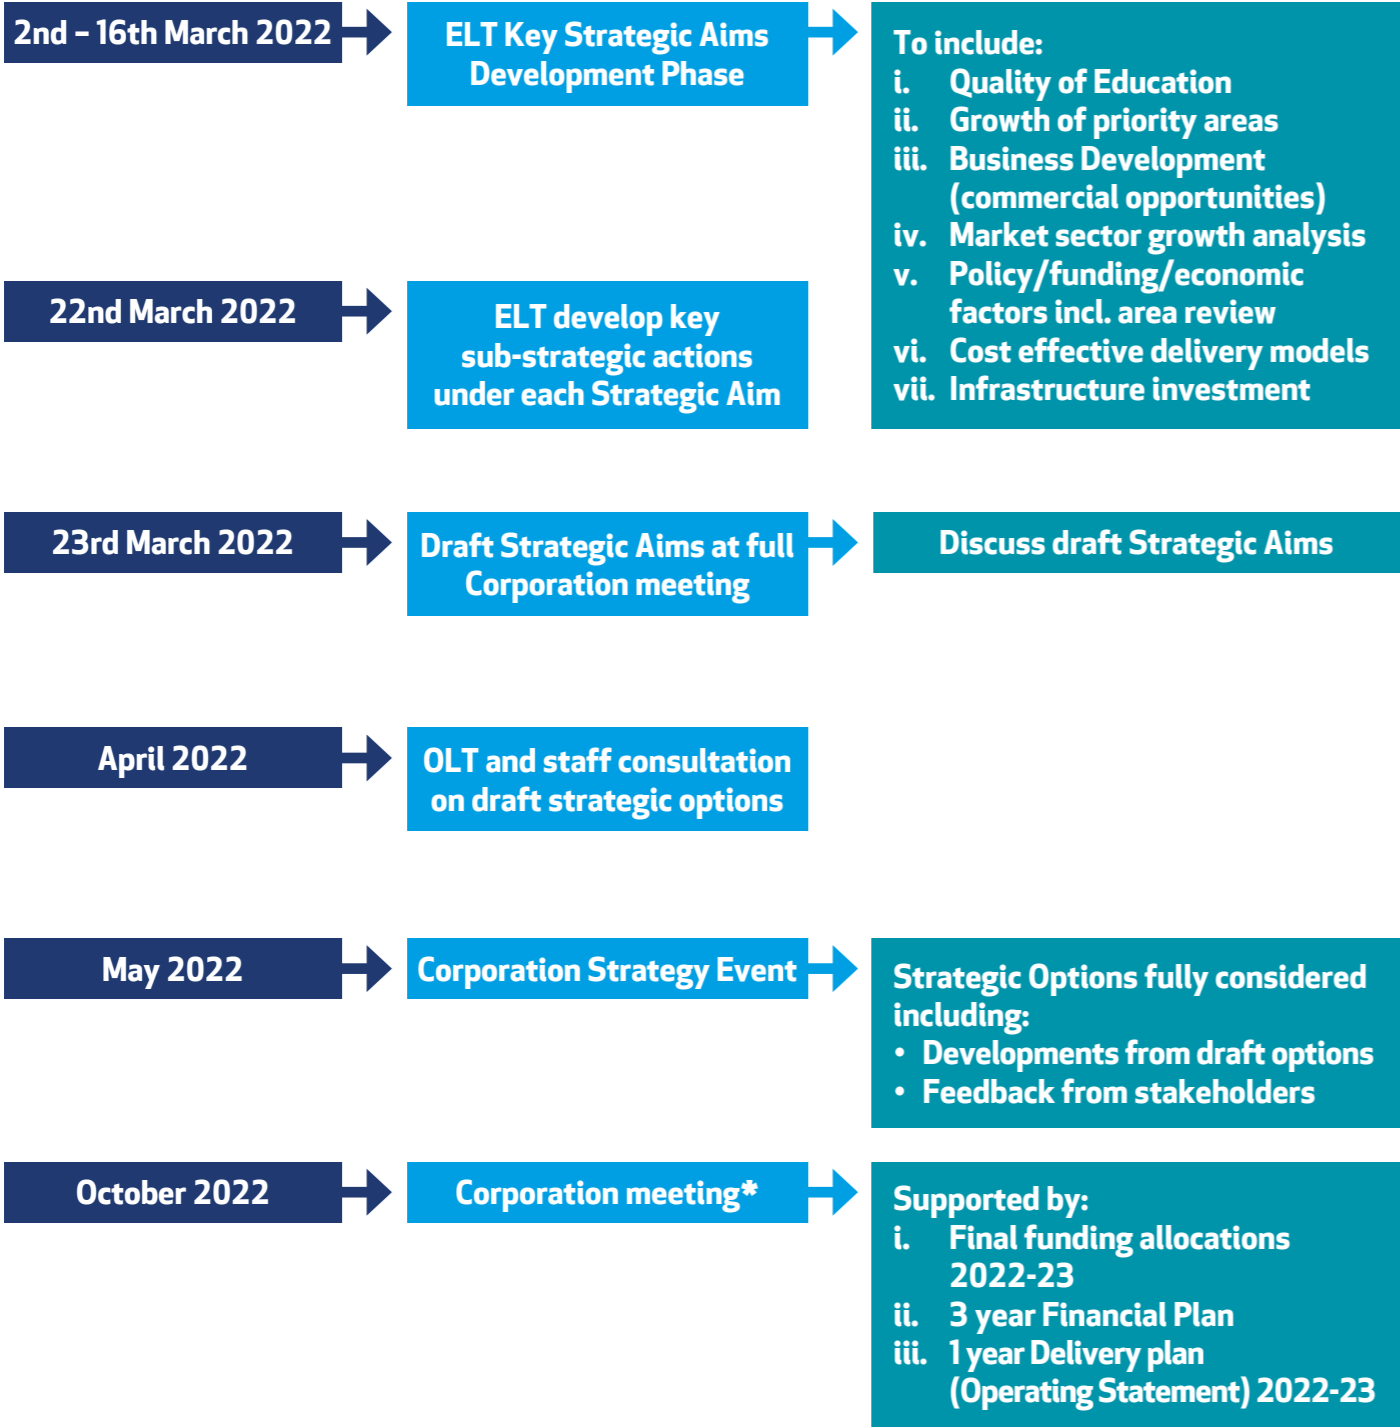 2nd – 16th March 2022
ELT Key Strategic Aims
Development Phase
To include:
i. Quality of Education
ii. Growth of priority areas
iii. Business Development
(commercial opportunities)
iv. Market sector growth analysis
v. Policy/funding/economic
factors incl. area review
vi. Cost effective delivery models
vii. Infrastructure investment
22nd March 2022
ELT develop key
sub-strategic actions
under each Strategic Aim
23rd March 2022
Draft Strategic Aims at full
Corporation meeting
Discuss draft Strategic Aims
April 2022
OLT and staff consultation
on draft strategic options
May 2022
Corporation Strategy Event
Strategic Options fully considered
including:
• Developments from draft options
• Feedback from stakeholders
October 2022
Corporation meeting*
Supported by:
i. Final funding allocations
2022-23
ii. 3 year Financial Plan
iii. 1 year Delivery plan
(Operating Statement) 2022-23